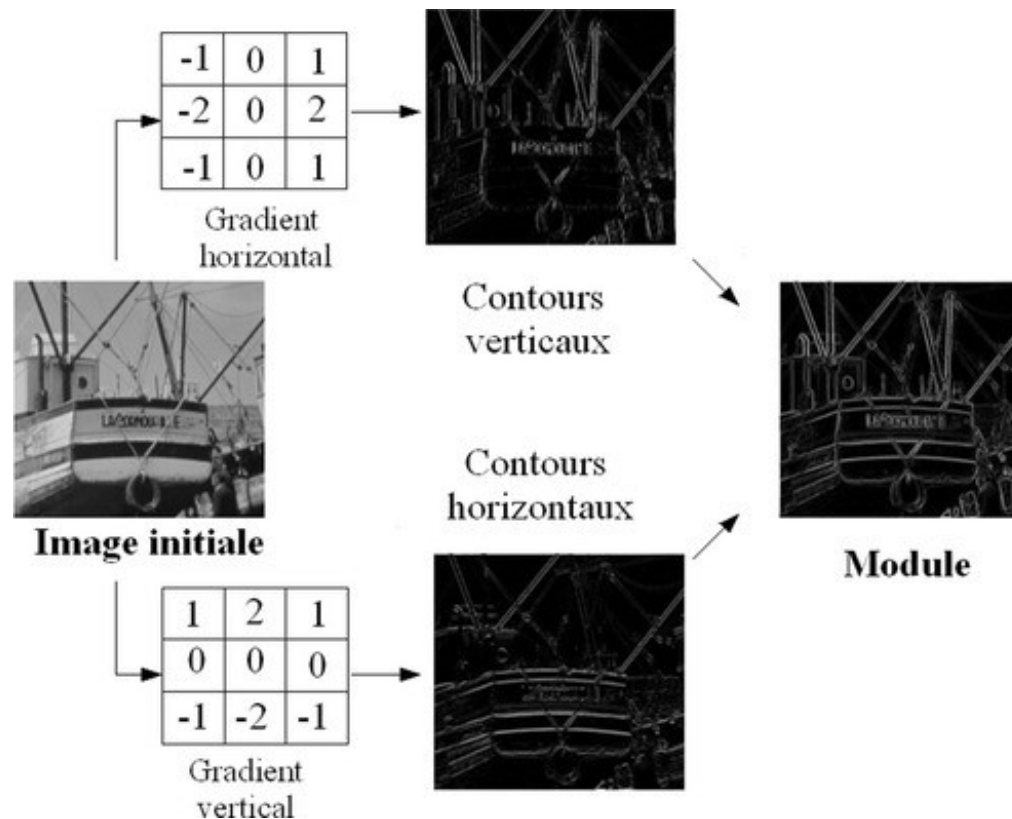 -1 0 1
-2 0 2
-1 0 1
Gradient
horizontal
Contours
verticaux
Image initiale
Contours
horizontaux
Module
1 2 1
0 0 0
-1 -2 -1
Gradient
vertical